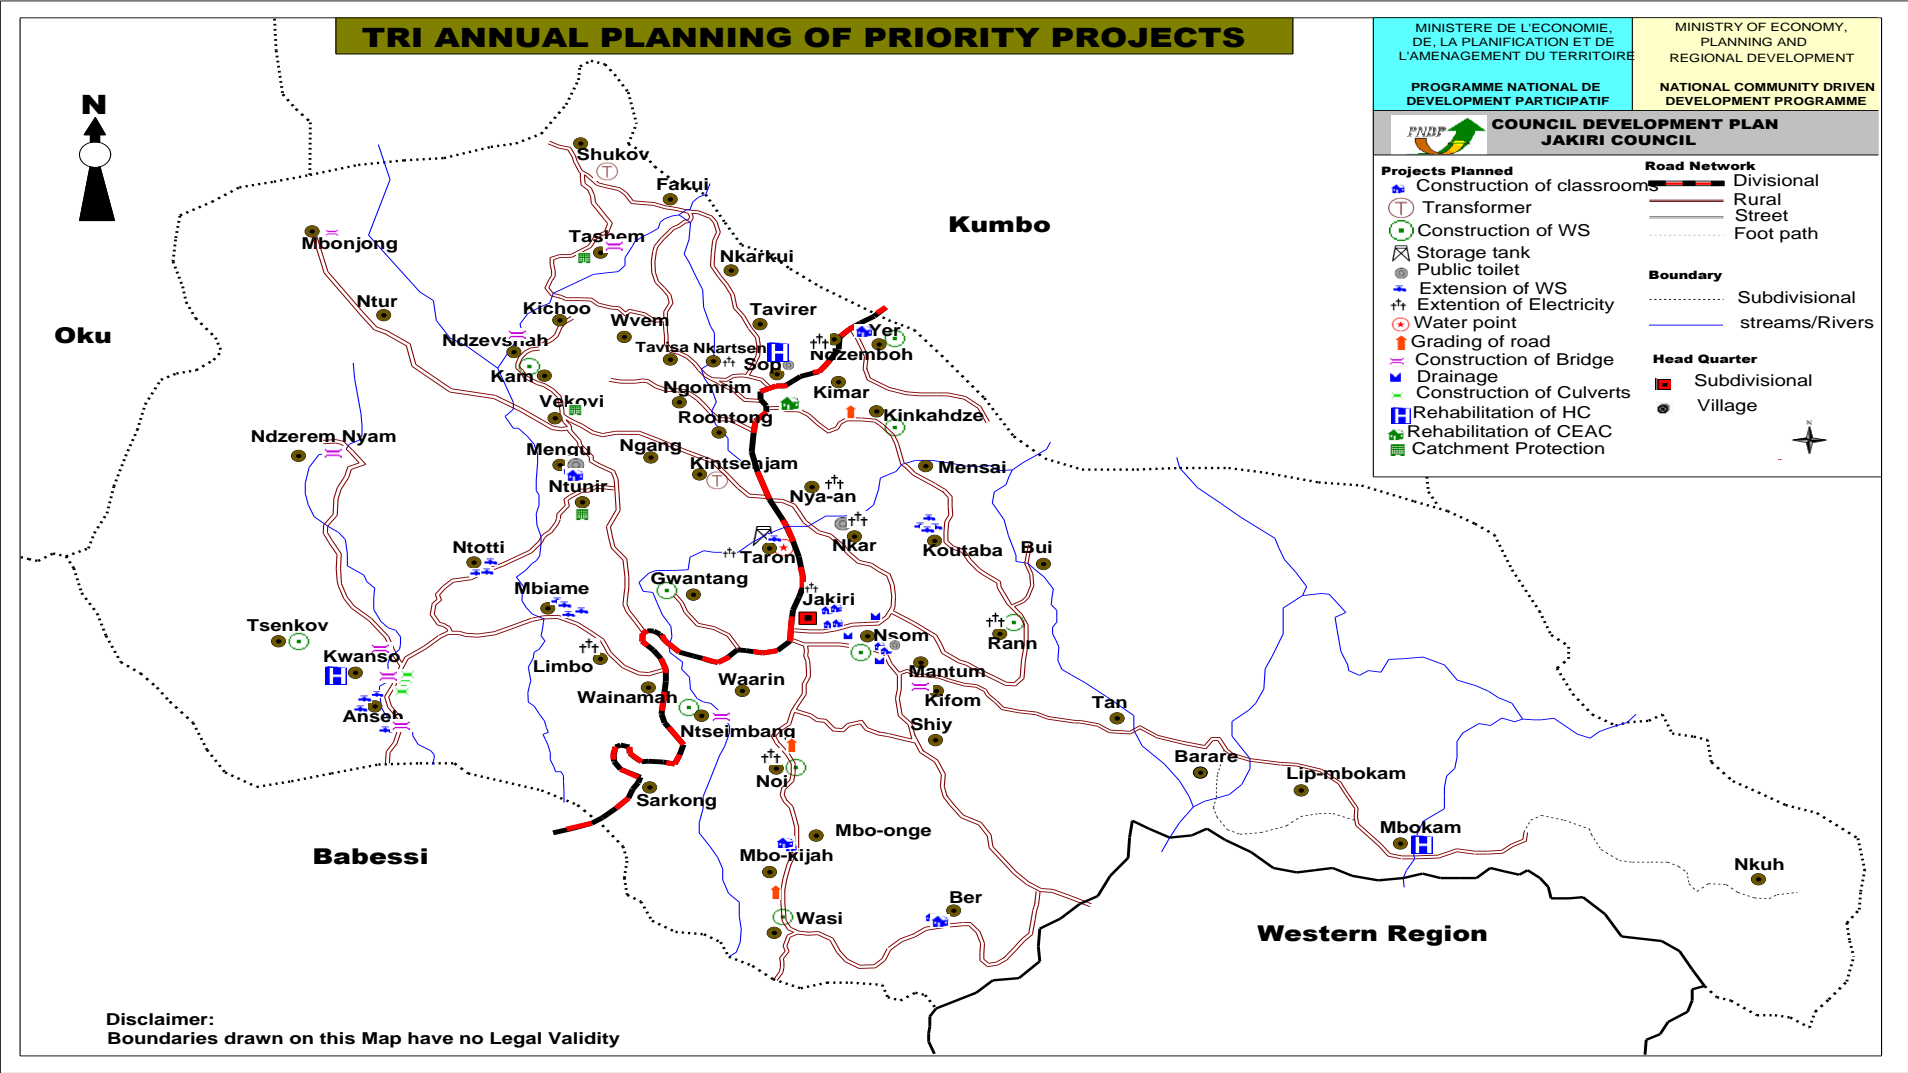 TRI ANNUAL PLANNING OF PRIORITY PROJECTS
MINISTERE DE L'ECONOMIE,
DE, LA PLANIFICATION ET DE
L'AMENAGEMENT DU TERRITOIRE
PROGRAMME NATIONAL DE
DEVELOPMENT PARTICIPATIF
MINISTRY OF ECONOMY,
PLANNING AND
REGIONAL DEVELOPMENT
NATIONAL COMMUNITY DRIVEN
DEVELOPMENT PROGRAMME
PNDP
COUNCIL DEVELOPMENT PLAN
JAKIRI COUNCIL
Projects Planned
Construction of classrooms
T Transformer
Construction of WS
Storage tank
Public toilet
Extension of WS
Extention of Electricity
Water point
Grading of road
Construction of Bridge
Drainage
Construction of Culverts
H Rehabilitation of HC
Rehabilitation of CEAC
Catchment Protection
Road Network
Divisional
Rural
Street
Foot path
Boundary
Subdivisional
streams/Rivers
Head Quarter
Subdivisional
Village
N
N
Shukov
T
Fakui
Kumbo
Mbonjong
Tashem
Nkarkui
Ntur
Kichoo
Wvem
Tavirer
Oku
Ndzevshah
Tavisa
Nkartsen
H
Sop
Yer
Ndzemboh
Kam
Ngomrim
Kimar
Vekovi
Roontong
Kinkahdze
Ndzerem Nyam
Mengu
Ngang
Kintsenjam
T
Mensai
Ntunir
Nya-an
Ntotti
Taron
Nkar
Koutaba
Bui
Mbiame
Gwantang
Jakiri
Tsenkov
Nsom
Rann
Kwanso
H
Limbo
Waarin
Mantum
Wainamah
Kifom
Anseh
Ntseimbang
Shiy
Tan
Noi
Barare
Lip-mbokam
Sarkong
Mbo-onge
Mbokam
H
Babessi
Mbo-kijah
Nkuh
Ber
Wasi
Western Region
Disclaimer:
Boundaries drawn on this Map have no Legal Validity